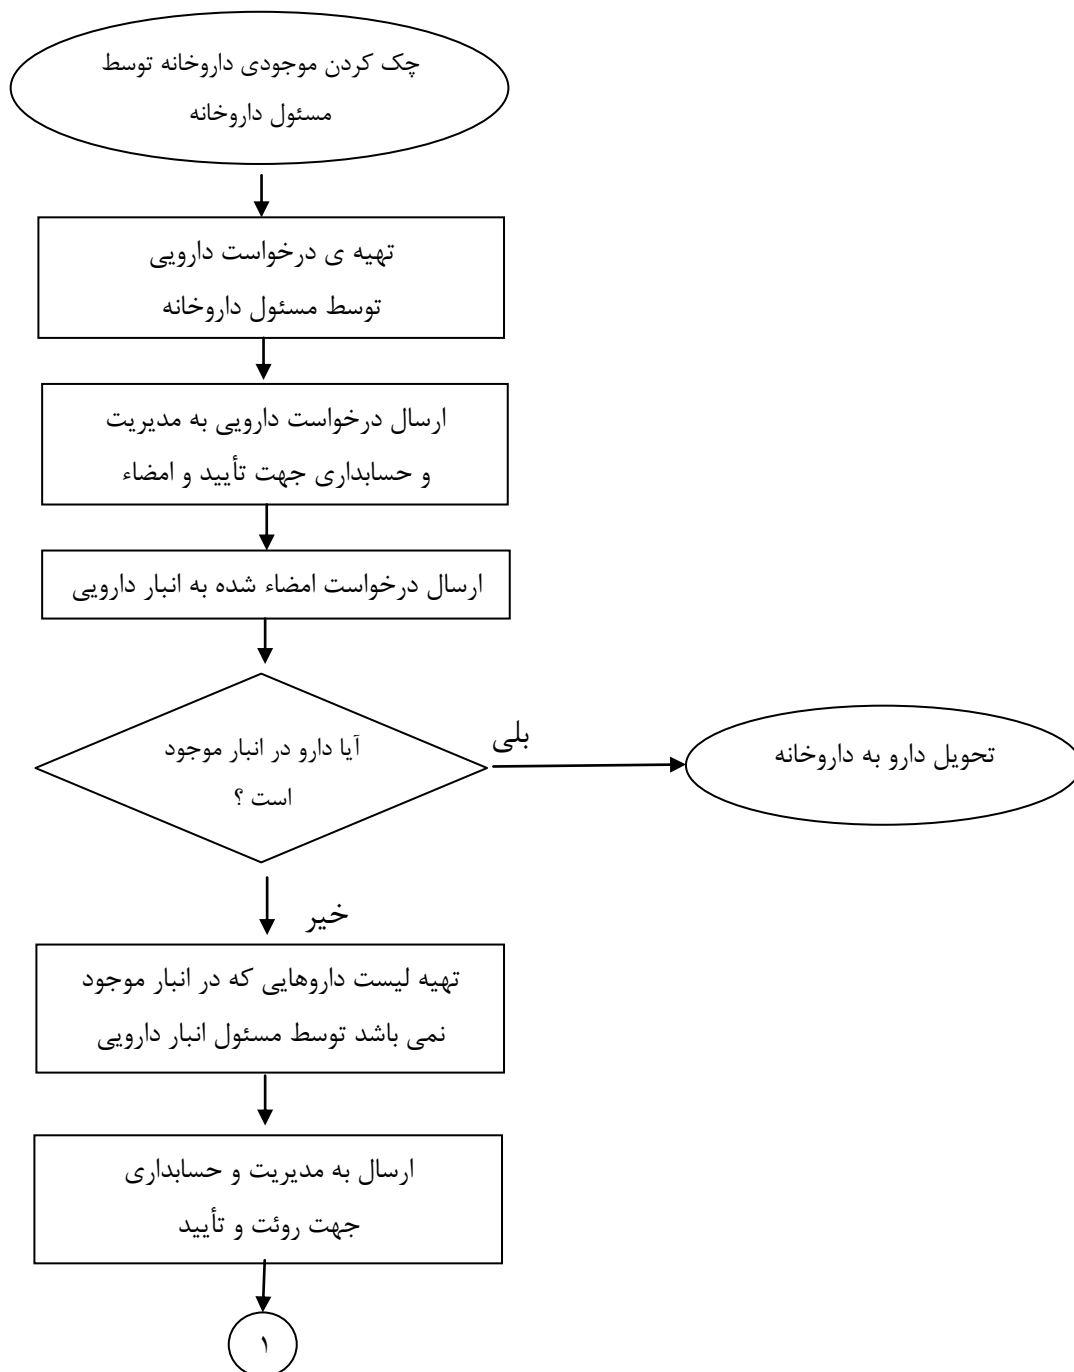 چک کردن موجودی داروخانه توسط
مسئول داروخانه
تهیه ی درخواست دارویی
توسط مسئول داروخانه
ارسال درخواست دارویی به مدیریت
و حسابداری جهت تأیید و امضاء
ارسال درخواست امضاء شده به انبار دارویی
آیا دارو در انبار موجود
است ؟
بلی
تحویل دارو به داروخانه
خیر
تهیه لیست داروهایی که در انبار موجود
نمی باشد توسط مسئول انبار دارویی
ارسال به مدیریت و حسابداری
جهت روئت و تأیید
۱